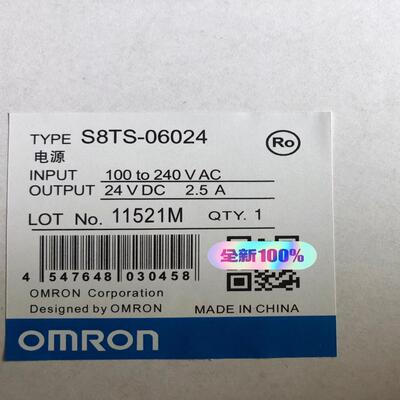 TYPE S8TS-06024
Ro
电源
INPUT 100 to 240 V AC
OUTPUT 24 V DC 2.5 A
LOT No. 11521M QTY. 1
全新100%
4 547648 030458
OMRON Corporation
Designed by OMRON MADE IN CHINA
OMRON